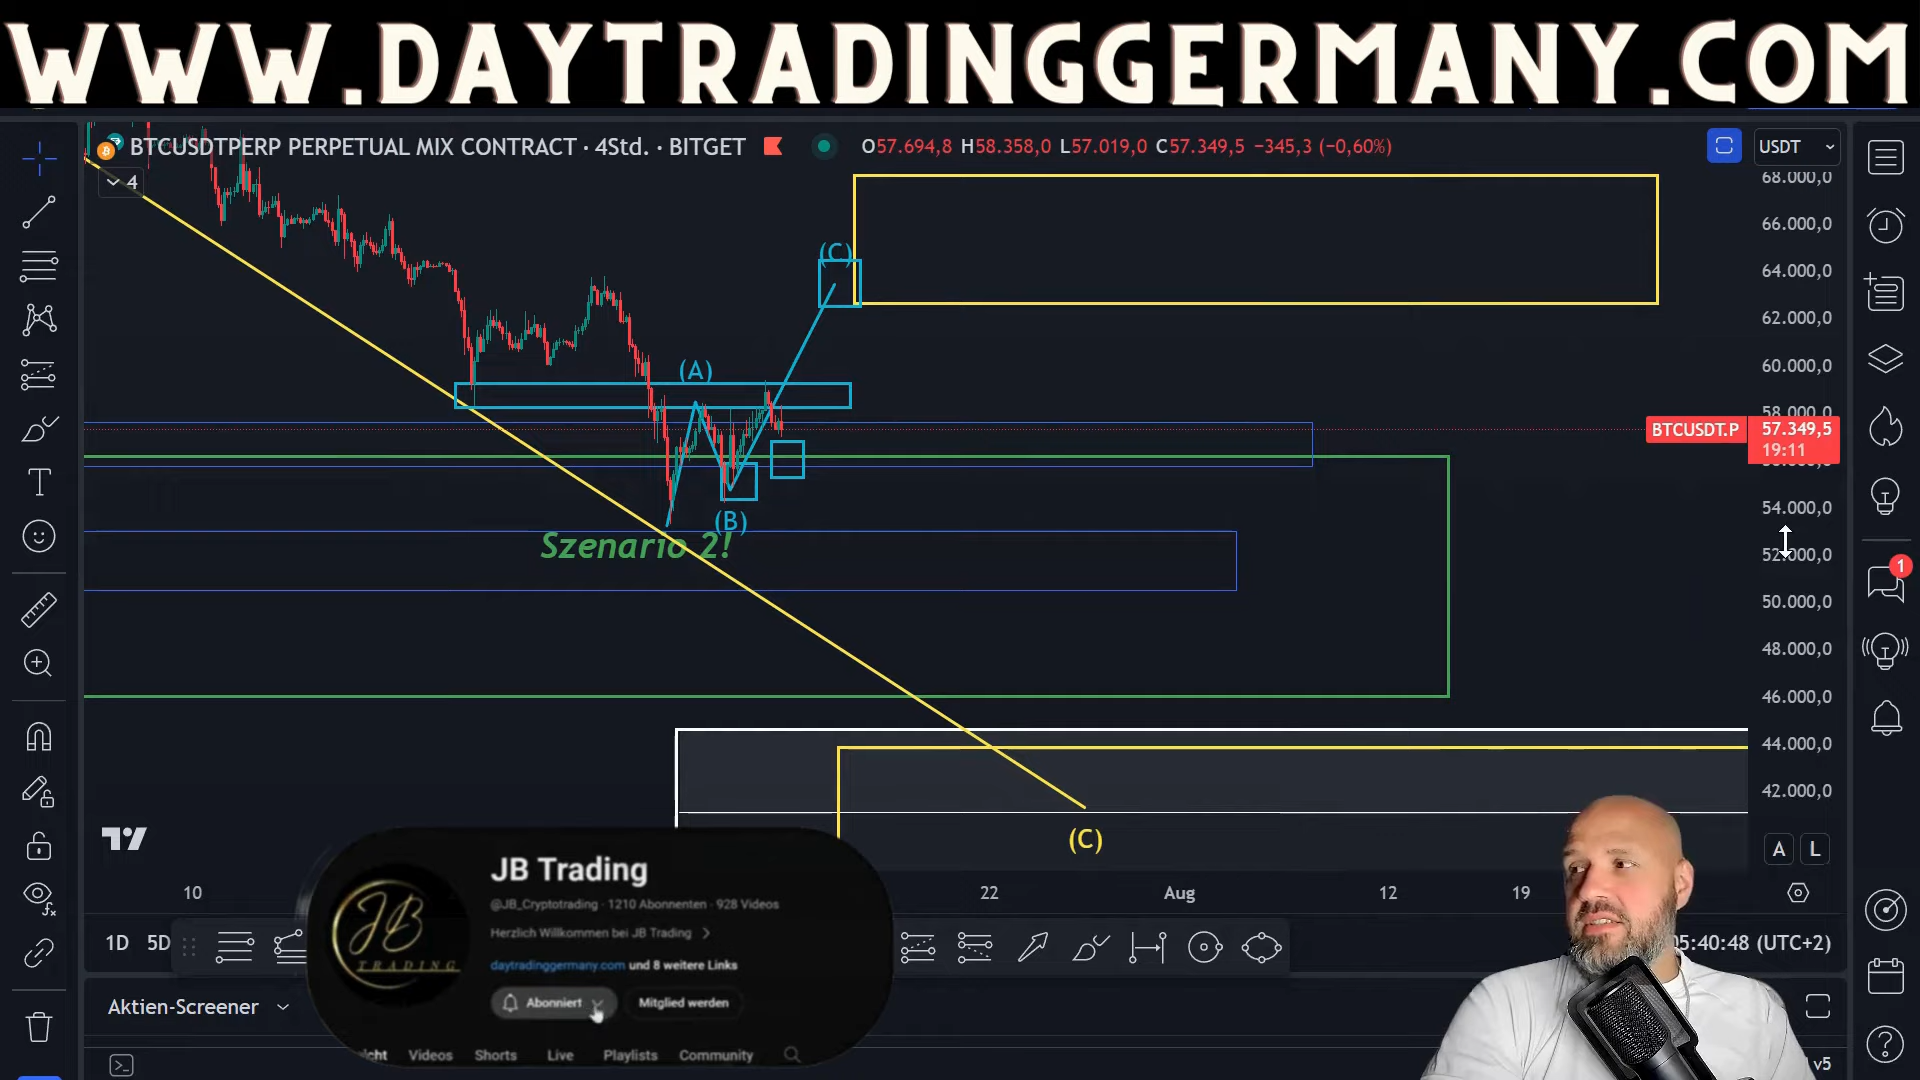 WWW.DAYTRADINGGERMANY.COM
BTCUSDTPERP PERPETUAL MIX CONTRACT · 4Std. · BITGET
O57.694,8 H58.358,0 L57.019,0 C57.349,5 −345,3 (−0,60%)
USDT
4
68.000,0
66.000,0
64.000,0
62.000,0
60.000,0
58.000,0
BTCUSDT.P
57.349,5
19:11
54.000,0
52.000,0
50.000,0
48.000,0
46.000,0
44.000,0
42.000,0
(C)
(A)
(B)
Szenario 2!
(C)
1
A L
10
22
Aug
12
19
1D 5D
05:40:48 (UTC+2)
JB Trading
@JB_Cryptotrading · 1210 Abonnenten · 928 Videos
Herzlich Willkommen bei JB Trading
daytradinggermany.com und 8 weitere Links
Abonniert
Mitglied werden
Videos Shorts Live Playlists Community
JB
TRADING
Aktien-Screener
v5